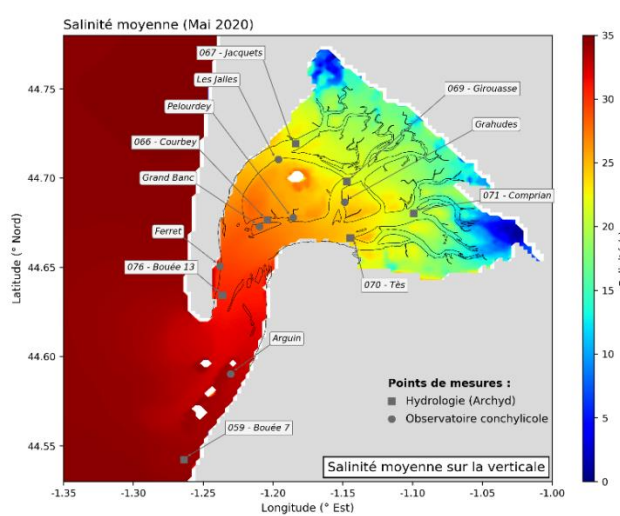 Salinité moyenne (Mai 2020)
067 - Jacquets
Les Jalles
Pelourdey
066 - Courbey
Grand Banc
Ferret
076 - Bouée 13
069 - Girouasse
Grahudes
071 - Comprian
070 - Tès
Arguin
059 - Bouée 7
Points de mesures :
Hydrologie (Archyd)
Observatoire conchylicole
Salinité moyenne sur la verticale
Latitude (° Nord)
44.75
44.70
44.65
44.60
44.55
-1.35
-1.30
-1.25
-1.20
-1.15
-1.10
-1.05
-1.00
Longitude (° Est)
35
30
25
20
15
10
5
0